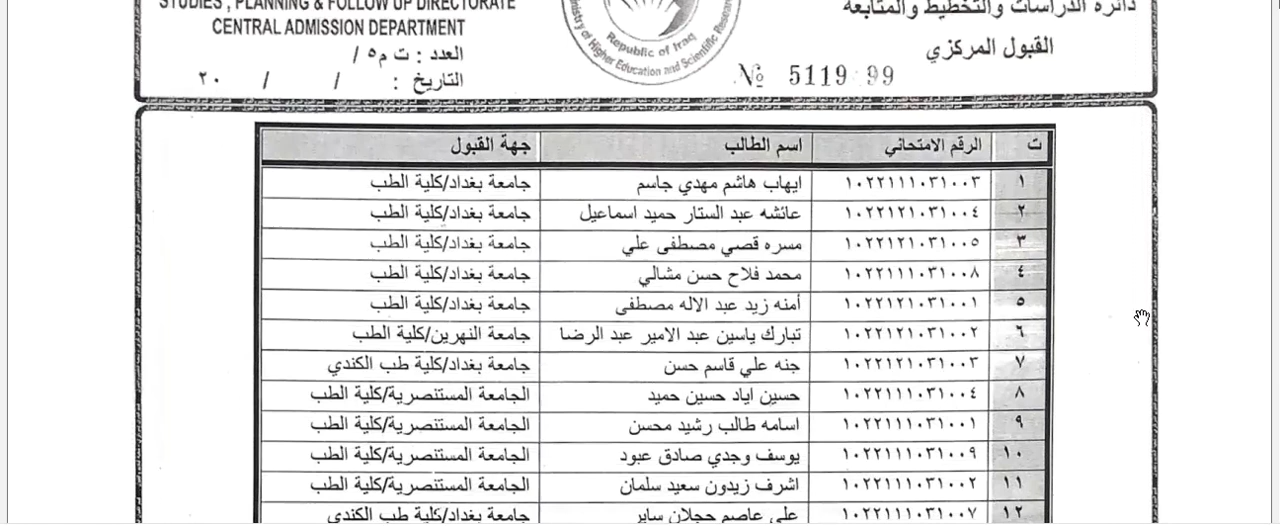 STUDIES , PLANNING & FOLLOW UP DIRECTORATE
CENTRAL ADMISSION DEPARTMENT
العدد : ت م٥ /
التاريخ : / / ٢٠
Republic of Iraq
Ministry of Higher Education and Scientific Research
دائرة الدراسات والتخطيط والمتابعة
القبول المركزي
№ 5119 99
ت الرقم الامتحاني اسم الطالب جهة القبول
١ ١٠٢٢١١١٠٣١٠٠٣ ايهاب هاشم مهدي جاسم جامعة بغداد/كلية الطب
٢ ١٠٢٢١٢١٠٣١٠٠٤ عائشه عبد الستار حميد اسماعيل جامعة بغداد/كلية الطب
٣ ١٠٢٢١٢١٠٣١٠٠٥ مسره قصي مصطفى علي جامعة بغداد/كلية الطب
٤ ١٠٢٢١١١٠٣١٠٠٨ محمد فلاح حسن مشالي جامعة بغداد/كلية الطب
٥ ١٠٢٢١٢١٠٣١٠٠١ أمنه زيد عبد الاله مصطفى جامعة بغداد/كلية الطب
٦ ١٠٢٢١٢١٠٣١٠٠٢ تبارك ياسين عبد الامير عبد الرضا جامعة النهرين/كلية الطب
٧ ١٠٢٢١٢١٠٣١٠٠٣ جنه علي قاسم حسن جامعة بغداد/كلية طب الكندي
٨ ١٠٢٢١١١٠٣١٠٠٤ حسين اياد حسين حميد الجامعة المستنصرية/كلية الطب
٩ ١٠٢٢١١١٠٣١٠٠١ اسامه طالب رشيد محسن الجامعة المستنصرية/كلية الطب
١٠ ١٠٢٢١١١٠٣١٠٠٩ يوسف وجدي صادق عبود الجامعة المستنصرية/كلية الطب
١١ ١٠٢٢١١١٠٣١٠٠٢ اشرف زيدون سعيد سلمان الجامعة المستنصرية/كلية الطب
١٢ ١٠٢٢١١١٠٣١٠٠٧ علي عاصم حجلان ساير جامعة بغداد/كلية طب الكندي